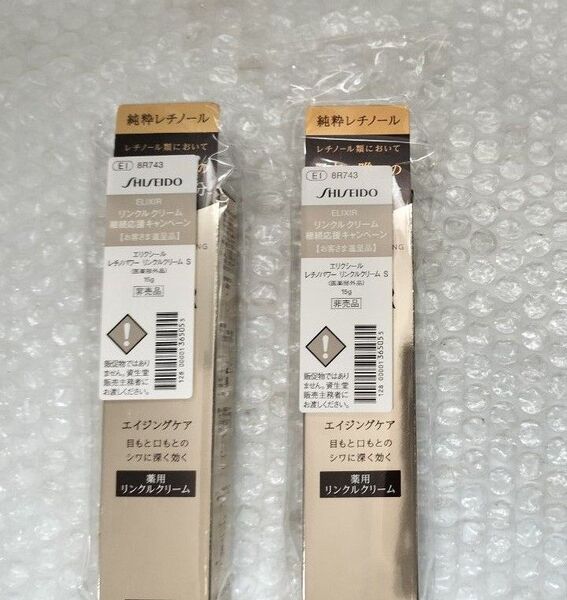 純粋レチノール
レチノール類において
EI 8R743
SHISEIDO
ELIXIR
リンクルクリーム
継続応援キャンペーン
【お客さま進呈品】
エリクシール
レチノパワー リンクルクリーム S
(医薬部外品)
15g
非売品
!
販促物ではあり
ません。資生堂
販売主務者に
お渡しください。
128 00001 365055
エイジングケア
目もと口もとの
シワに深く効く
薬用
リンクルクリーム
純粋レチノール
レチノール類において
の
EI 8R743
SHISEIDO
ELIXIR
リンクルクリーム
継続応援キャンペーン
【お客さま進呈品】
NG
エリクシール
レチノパワー リンクルクリーム S
(医薬部外品)
15g
非売品
!
販促物ではあり
ません。資生堂
販売主務者に
お渡しください。
128 00001 365055
エイジングケア
目もと口もとの
シワに深く効く
薬用
リンクルクリーム